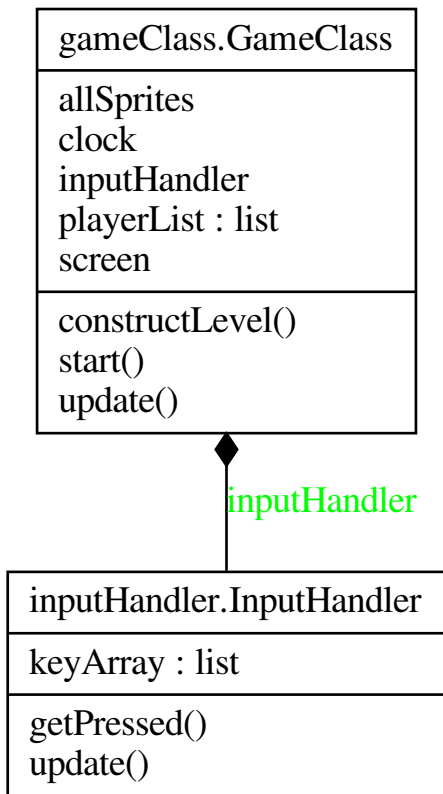 gameClass.GameClass
allSprites
clock
inputHandler
playerList : list
screen
constructLevel()
start()
update()
inputHandler
inputHandler.InputHandler
keyArray : list
getPressed()
update()